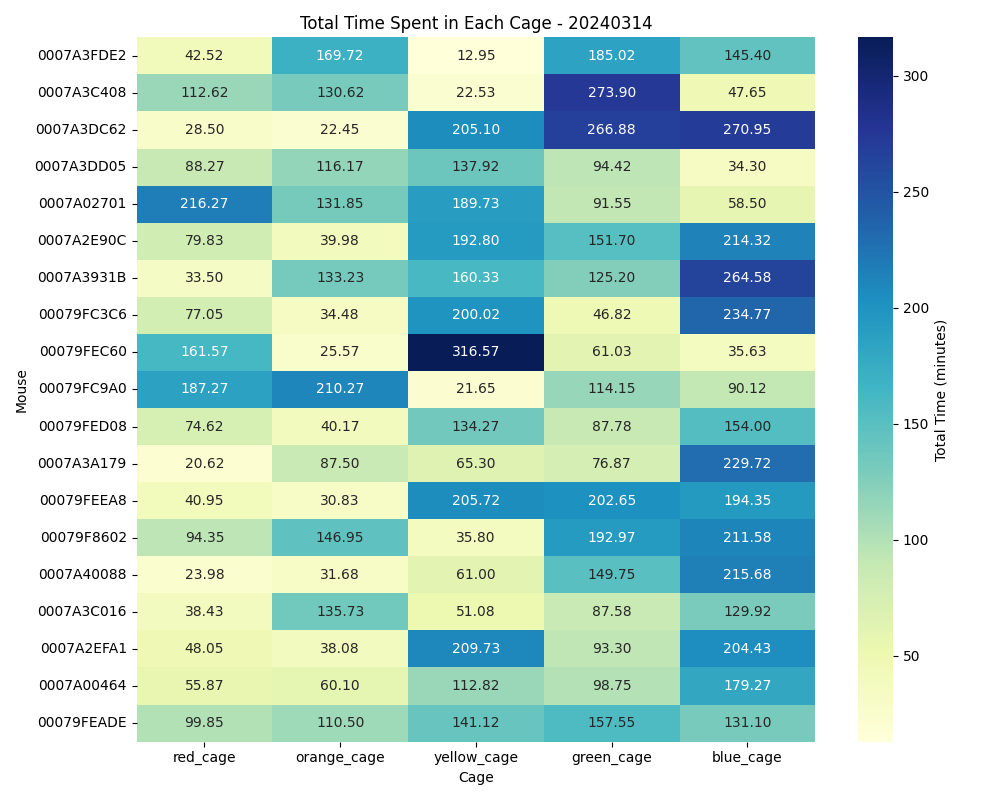 Total Time Spent in Each Cage - 20240314
0007A3FDE2 42.52 169.72 12.95 185.02 145.40
0007A3C408 112.62 130.62 22.53 273.90 47.65
0007A3DC62 28.50 22.45 205.10 266.88 270.95
0007A3DD05 88.27 116.17 137.92 94.42 34.30
0007A02701 216.27 131.85 189.73 91.55 58.50
0007A2E90C 79.83 39.98 192.80 151.70 214.32
0007A3931B 33.50 133.23 160.33 125.20 264.58
00079FC3C6 77.05 34.48 200.02 46.82 234.77
00079FEC60 161.57 25.57 316.57 61.03 35.63
00079FC9A0 187.27 210.27 21.65 114.15 90.12
00079FED08 74.62 40.17 134.27 87.78 154.00
0007A3A179 20.62 87.50 65.30 76.87 229.72
00079FEEA8 40.95 30.83 205.72 202.65 194.35
00079F8602 94.35 146.95 35.80 192.97 211.58
0007A40088 23.98 31.68 61.00 149.75 215.68
0007A3C016 38.43 135.73 51.08 87.58 129.92
0007A2EFA1 48.05 38.08 209.73 93.30 204.43
0007A00464 55.87 60.10 112.82 98.75 179.27
00079FEADE 99.85 110.50 141.12 157.55 131.10
red_cage orange_cage yellow_cage green_cage blue_cage
Cage
Mouse
300
250
200
150
100
50
Total Time (minutes)